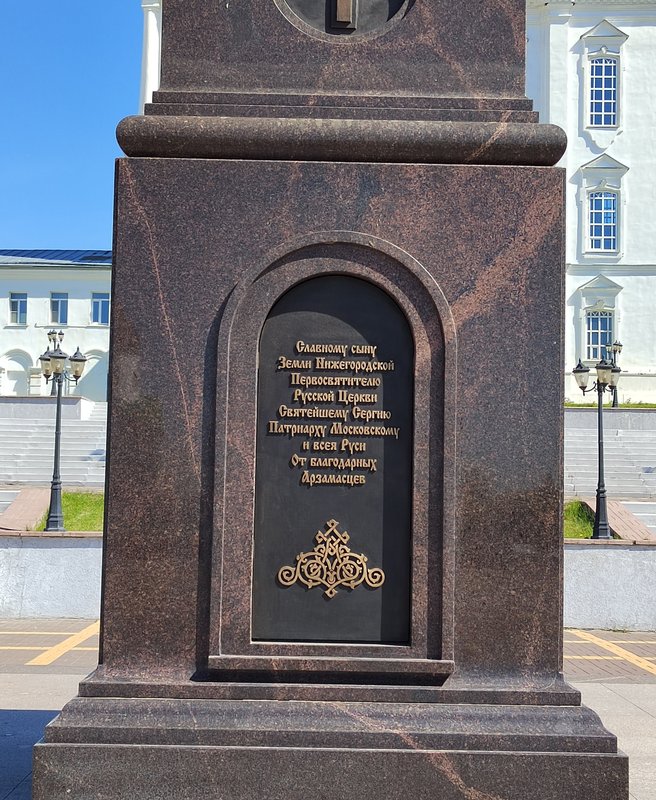 Славному сыну
Земли Нижегородской
Первосвятителю
Русской Церкви
Святейшему Сергию
Патриарху Московскому
и всея Руси
От благодарных
Арзамасцев